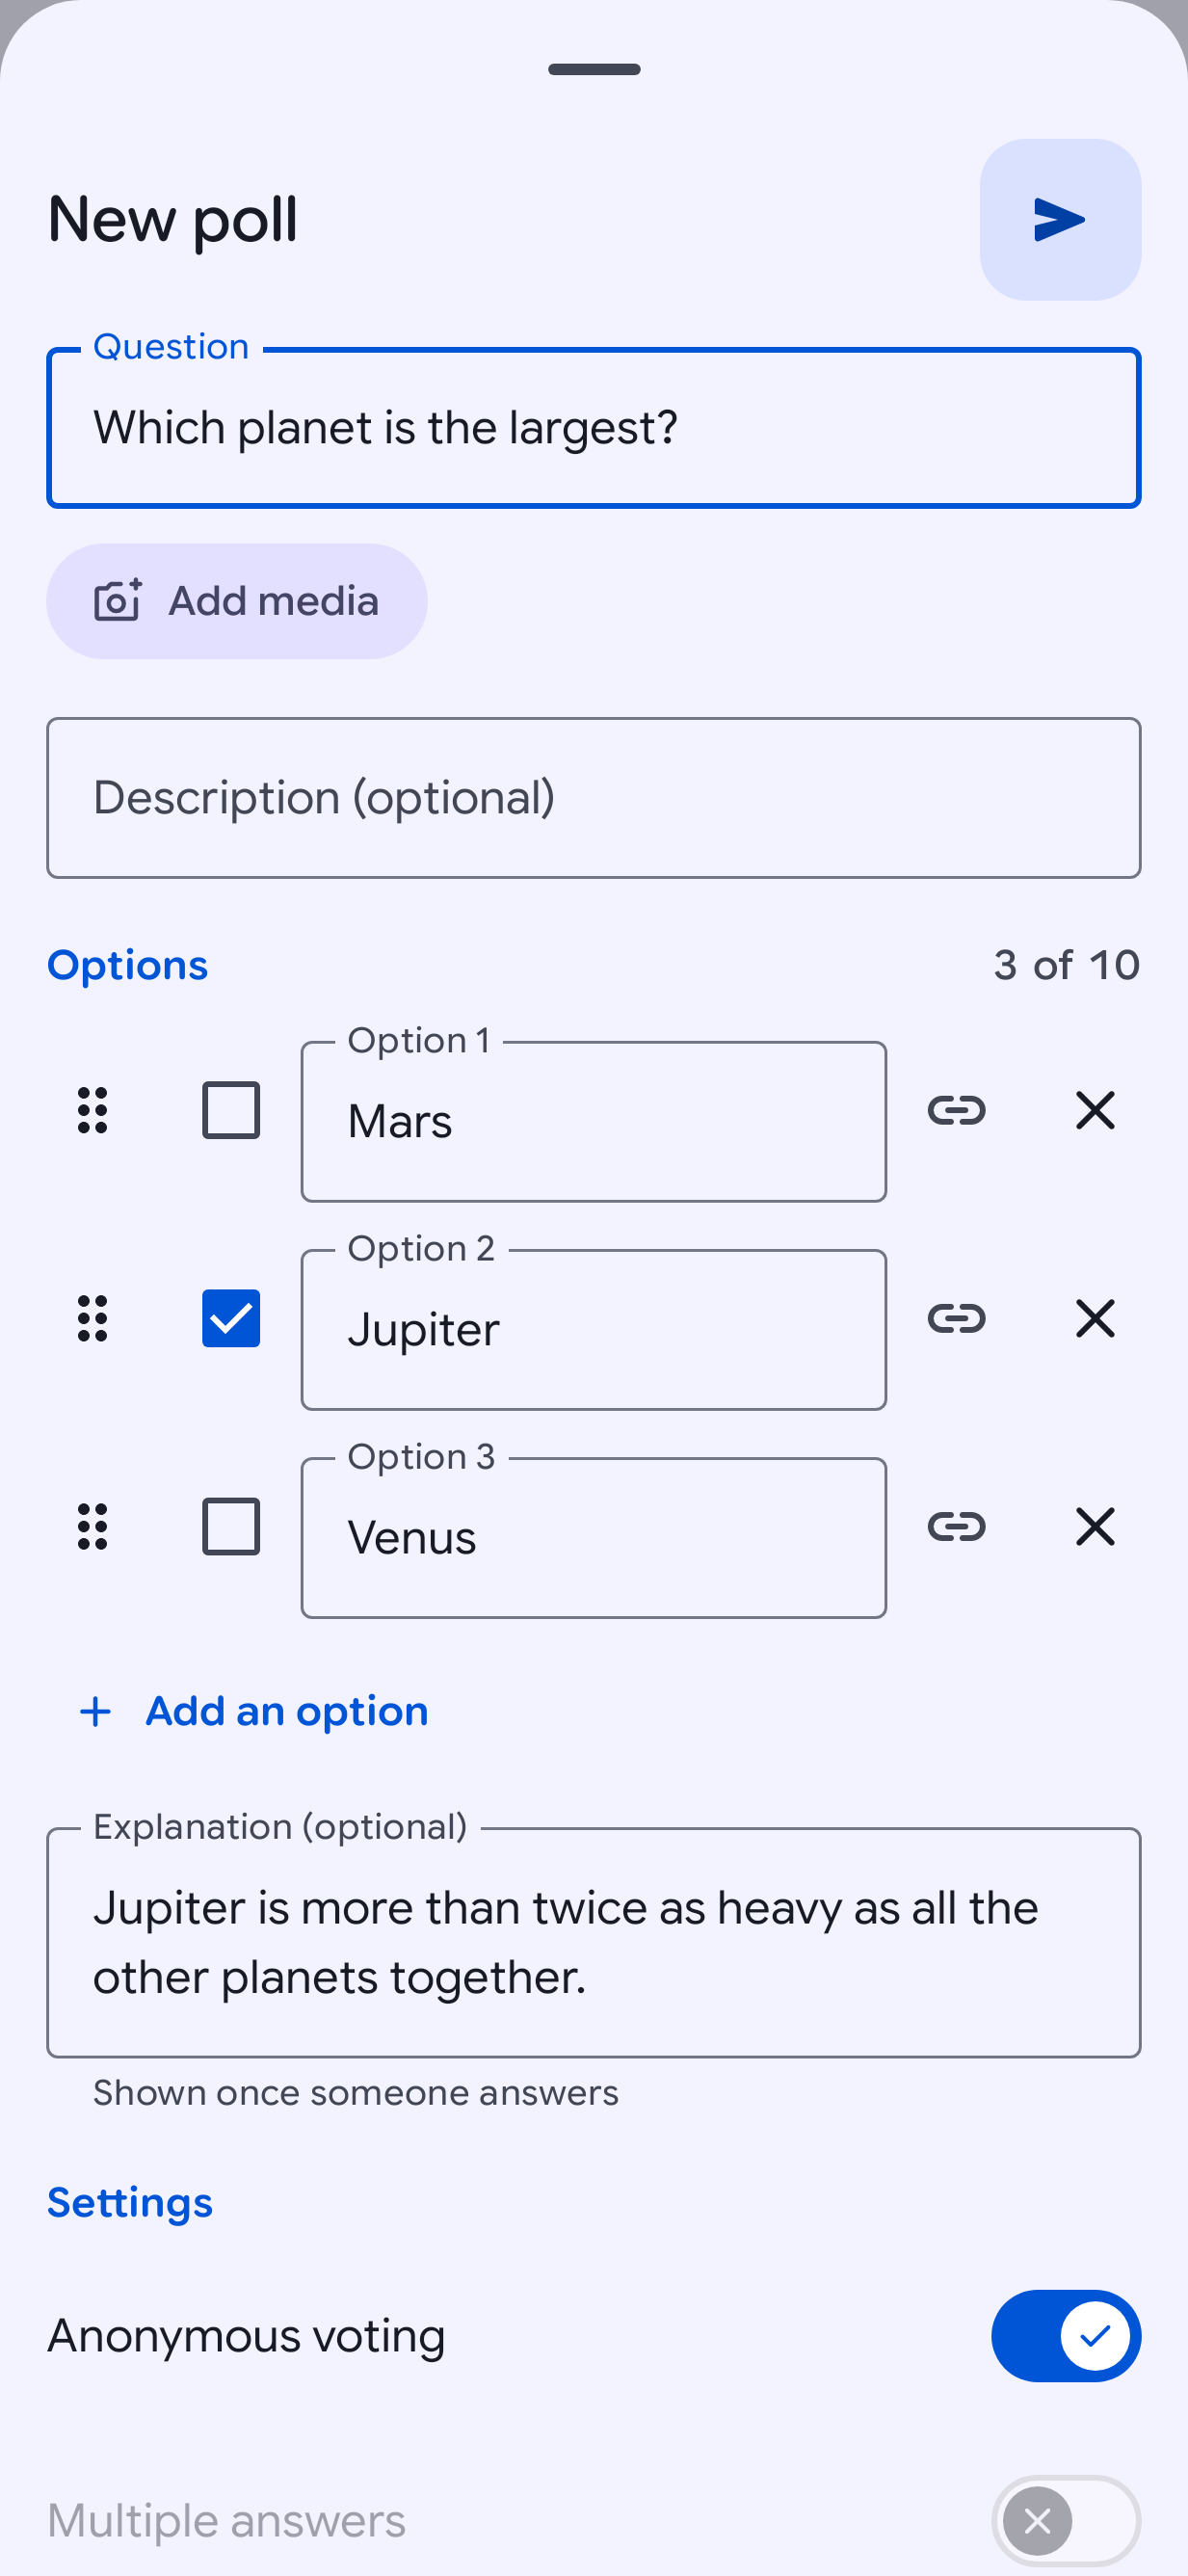 New poll
Question
Which planet is the largest?
Add media
Description (optional)
Options
3 of 10
Option 1
Mars
Option 2
Jupiter
Option 3
Venus
Add an option
Explanation (optional)
Jupiter is more than twice as heavy as all the
other planets together.
Shown once someone answers
Settings
Anonymous voting
Multiple answers